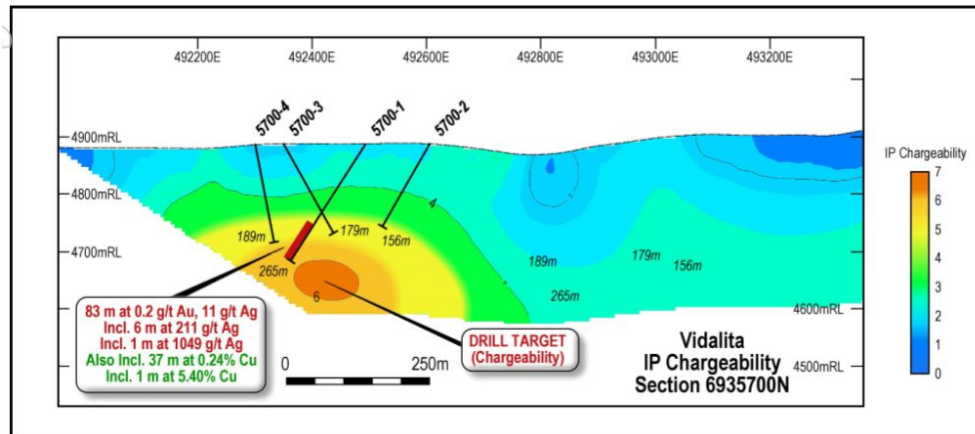 492200E
492400E
492600E
492800E
493000E
493200E
5700-4
5700-3
5700-1
5700-2
4900mRL
4800mRL
4700mRL
4600mRL
4500mRL
4
189m
179m
156m
265m
6
189m
179m
156m
265m
83 m at 0.2 g/t Au, 11 g/t Ag
Incl. 6 m at 211 g/t Ag
Incl. 1 m at 1049 g/t Ag
Also Incl. 37 m at 0.24% Cu
Incl. 1 m at 5.40% Cu
DRILL TARGET
(Chargeability)
0 250m
Vidalita
IP Chargeability
Section 6935700N
IP Chargeability
7
6
5
4
3
2
1
0